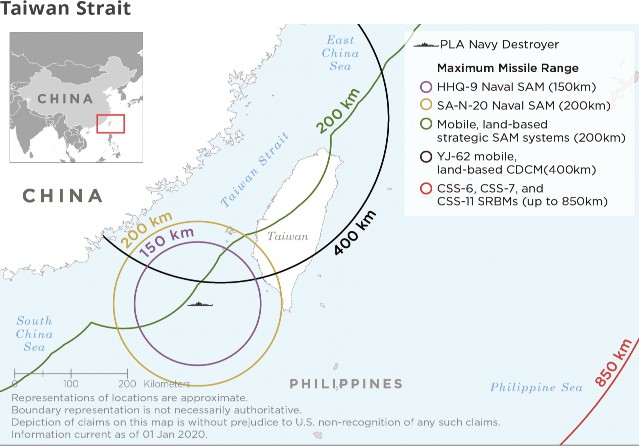 Taiwan Strait
CHINA
East
China
Sea
PLA Navy Destroyer
Maximum Missile Range
HHQ-9 Naval SAM (150km)
SA-N-20 Naval SAM (200km)
Mobile, land-based
strategic SAM systems (200km)
YJ-62 mobile,
land-based CDCM(400km)
CSS-6, CSS-7, and
CSS-11 SRBMs (up to 850km)
200 km
Taiwan Strait
CHINA
200 km
150 km
Taiwan
400 km
South
China
Sea
850 km
0 100 200 Kilometers
PHILIPPINES
Philippine Sea
Representations of locations are approximate.
Boundary representation is not necessarily authoritative.
Depiction of claims on this map is without prejudice to U.S. non-recognition of any such claims.
Information current as of 01 Jan 2020.